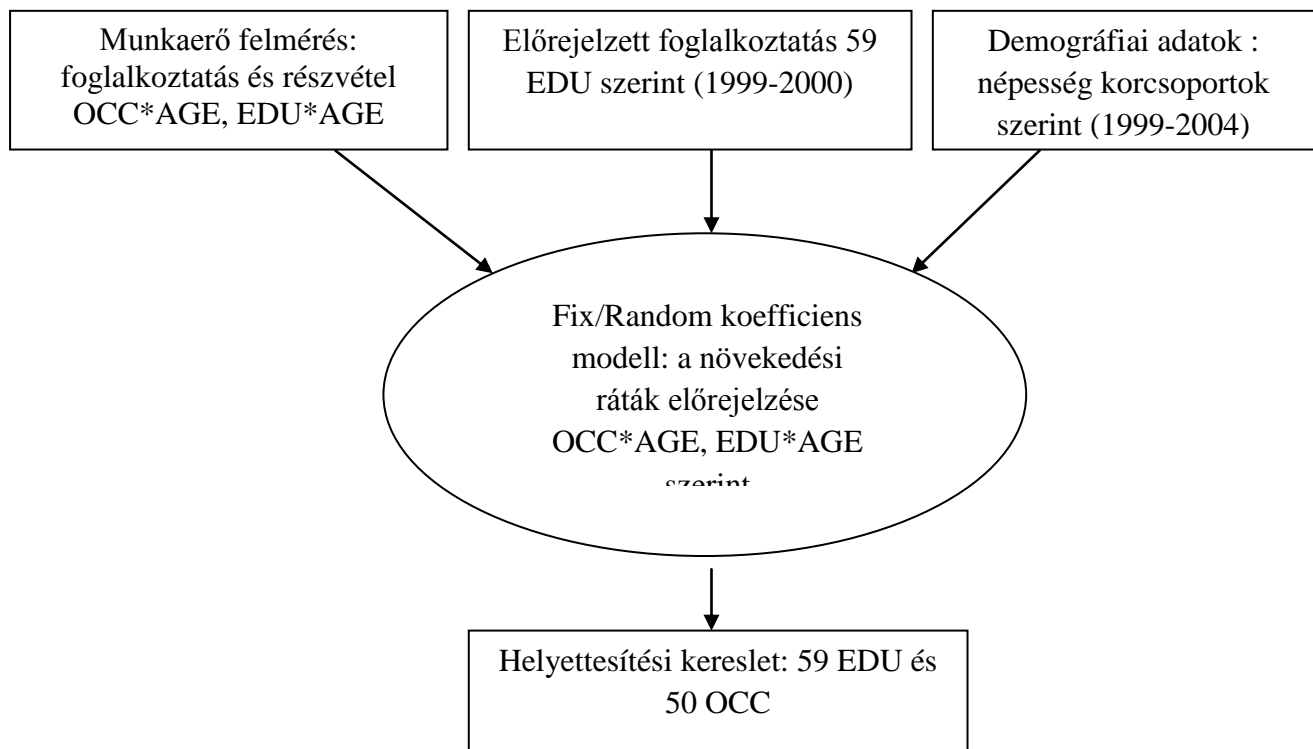 Munkaerő felmérés:
foglalkoztatás és részvétel
OCC*AGE, EDU*AGE
Előrejelzett foglalkoztatás 59
EDU szerint (1999-2000)
Demográfiai adatok :
népesség korcsoportok
szerint (1999-2004)
Fix/Random koefficiens
modell: a növekedési
ráták előrejelzése
OCC*AGE, EDU*AGE
szerint
Helyettesítési kereslet: 59 EDU és
50 OCC